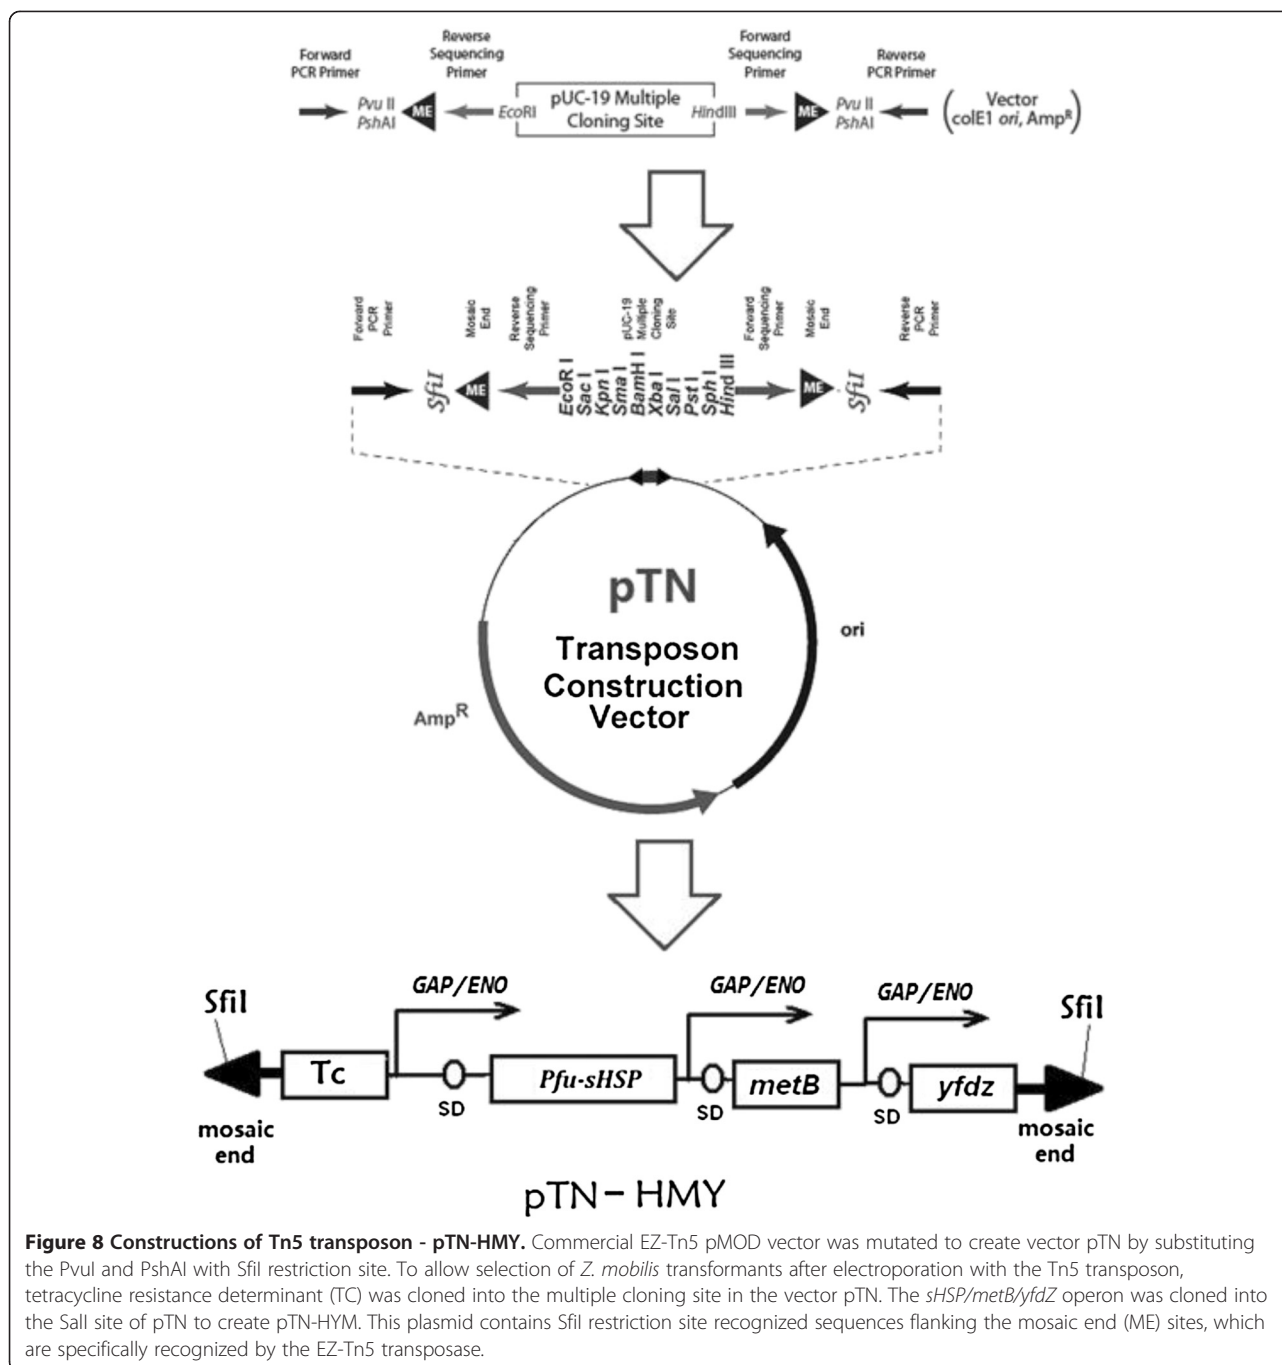 Forward
PCR Primer
Reverse
Sequencing
Primer
Forward
Sequencing
Primer
Reverse
PCR Primer
Pvu II
PshAI
ME
EcoRI
pUC-19 Multiple
Cloning Site
HindIII
ME
Pvu II
PshAI
(Vector
colE1 ori, Amp^R)
Forward
PCR
Primer
Mosaic
End
Reverse
Sequencing
Primer
pUC-19
Multiple
Cloning
Site
Forward
Sequencing
Primer
Mosaic
End
Reverse
PCR
Primer
SfiI
ME
EcoR I
Sac I
Kpn I
Sma I
BamH I
Xba I
Sal I
Pst I
Sph I
Hind III
ME
SfiI
pTN
Transposon
Construction
Vector
Amp^R
ori
SfiI
GAP/ENO
GAP/ENO
GAP/ENO
SfiI
Tc
Pfu-sHSP
metB
yfdz
SD
SD
SD
mosaic
end
mosaic
end
pTN-HMY
Figure 8 Constructions of Tn5 transposon - pTN-HMY. Commercial EZ-Tn5 pMOD vector was mutated to create vector pTN by substituting
the PvuI and PshAI with SfiI restriction site. To allow selection of Z. mobilis transformants after electroporation with the Tn5 transposon,
tetracycline resistance determinant (TC) was cloned into the multiple cloning site in the vector pTN. The sHSP/metB/yfdZ operon was cloned into
the SalI site of pTN to create pTN-HYM. This plasmid contains SfiI restriction site recognized sequences flanking the mosaic end (ME) sites, which
are specifically recognized by the EZ-Tn5 transposase.